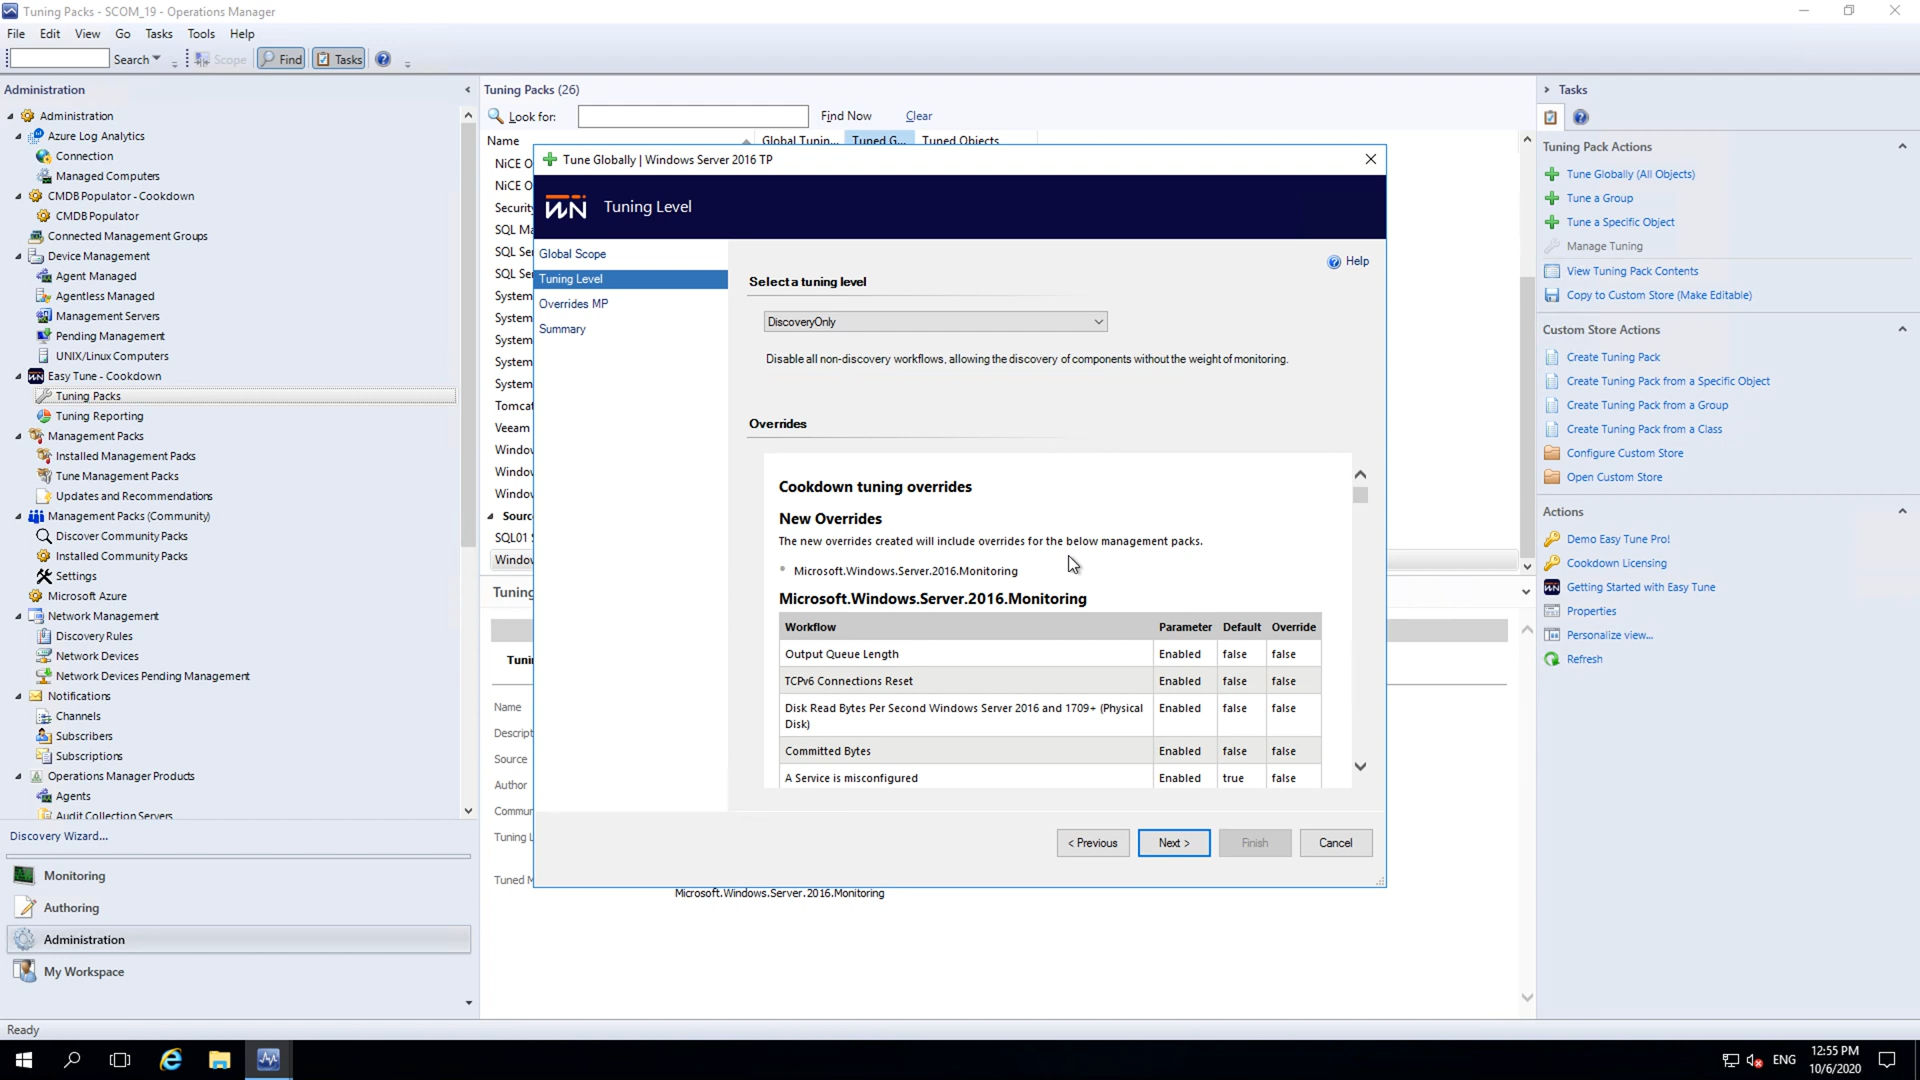 Tuning Packs - SCOM_19 - Operations Manager
File Edit View Go Tasks Tools Help
Search Scope Find Tasks
Administration
Administration
Azure Log Analytics
Connection
Managed Computers
CMDB Populator - Cookdown
CMDB Populator
Connected Management Groups
Device Management
Agent Managed
Agentless Managed
Management Servers
Pending Management
UNIX/Linux Computers
Easy Tune - Cookdown
Tuning Packs
Tuning Reporting
Management Packs
Installed Management Packs
Tune Management Packs
Updates and Recommendations
Management Packs (Community)
Discover Community Packs
Installed Community Packs
Settings
Microsoft Azure
Network Management
Discovery Rules
Network Devices
Network Devices Pending Management
Notifications
Channels
Subscribers
Subscriptions
Operations Manager Products
Agents
Audit Collection Servers
Discovery Wizard...
Monitoring
Authoring
Administration
My Workspace
Ready
Tuning Packs (26)
Look for: Find Now Clear
Name Global Tunin... Tuned G... Tuned Objects
NiCE O
NiCE O
Security
SQL Ma
SQL Ser
SQL Ser
System
System
System
System
System
Tomcat
Veeam
Windo
Windo
Windo
Sourc
SQL01 S
Windo
Tuning
Tunin
Name
Descript
Source
Author
Commun
Tuning L
Tuned M
Microsoft.Windows.Server.2016.Monitoring
Tune Globally | Windows Server 2016 TP
Tuning Level
Global Scope
Tuning Level
Overrides MP
Summary
Help
Select a tuning level
DiscoveryOnly
Disable all non-discovery workflows, allowing the discovery of components without the weight of monitoring.
Overrides
Cookdown tuning overrides
New Overrides
The new overrides created will include overrides for the below management packs.
Microsoft.Windows.Server.2016.Monitoring
Microsoft.Windows.Server.2016.Monitoring
Workflow Parameter Default Override
Output Queue Length Enabled false false
TCPv6 Connections Reset Enabled false false
Disk Read Bytes Per Second Windows Server 2016 and 1709+ (Physical Enabled false false
Disk)
Committed Bytes Enabled false false
A Service is misconfigured Enabled true false
< Previous Next > Finish Cancel
Tasks
Tuning Pack Actions
Tune Globally (All Objects)
Tune a Group
Tune a Specific Object
Manage Tuning
View Tuning Pack Contents
Copy to Custom Store (Make Editable)
Custom Store Actions
Create Tuning Pack
Create Tuning Pack from a Specific Object
Create Tuning Pack from a Group
Create Tuning Pack from a Class
Configure Custom Store
Open Custom Store
Actions
Demo Easy Tune Pro!
Cookdown Licensing
Getting Started with Easy Tune
Properties
Personalize view...
Refresh
ENG
12:55 PM
10/6/2020